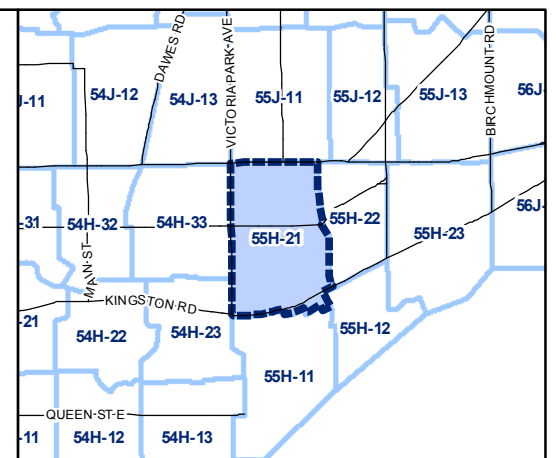 DAWES RD
VICTORIA PARK AVE
BIRCHMOUNT RD
J-11
54J-12
54J-13
55J-11
55J-12
55J-13
56J-
-31
54H-32
54H-33
55H-21
55H-22
55H-23
56J-
MAIN ST
KINGSTON RD
-21
54H-22
54H-23
55H-12
55H-11
QUEEN ST E
-11
54H-12
54H-13